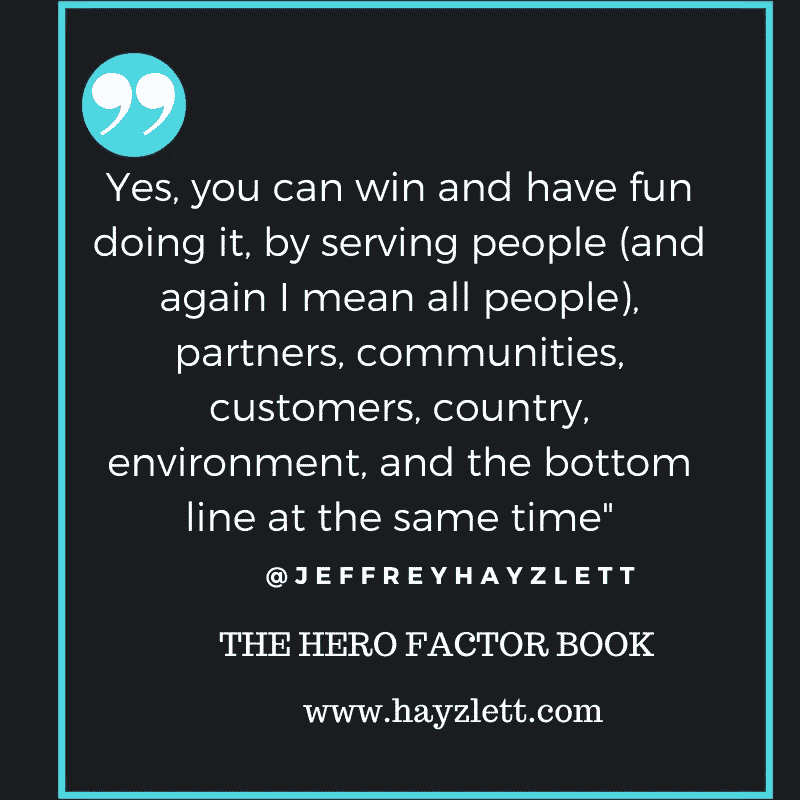 ”
Yes, you can win and have fun
doing it, by serving people (and
again I mean all people),
partners, communities,
customers, country,
environment, and the bottom
line at the same time"
@JEFFREYHAYZLETT
THE HERO FACTOR BOOK
www.hayzlett.com